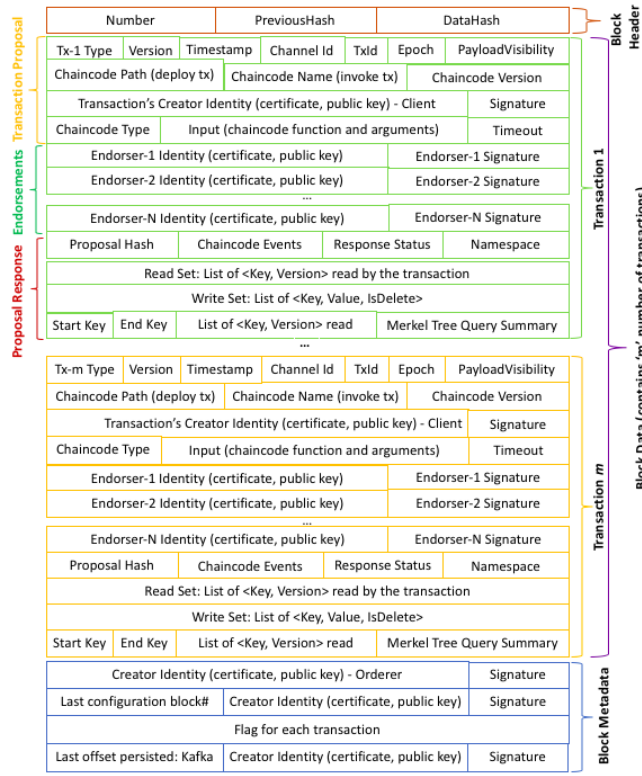 Number PreviousHash DataHash
Block Header
Transaction Proposal
Tx-1 Type Version Timestamp Channel Id TxId Epoch PayloadVisibility
Chaincode Path (deploy tx) Chaincode Name (invoke tx) Chaincode Version
Transaction's Creator Identity (certificate, public key) - Client Signature
Chaincode Type Input (chaincode function and arguments) Timeout
Endorsements
Endorser-1 Identity (certificate, public key) Endorser-1 Signature
Endorser-2 Identity (certificate, public key) Endorser-2 Signature
...
Endorser-N Identity (certificate, public key) Endorser-N Signature
Transaction 1
Proposal Response
Proposal Hash Chaincode Events Response Status Namespace
Read Set: List of <Key, Version> read by the transaction
Write Set: List of <Key, Value, IsDelete>
Start Key End Key List of <Key, Version> read Merkel Tree Query Summary
...
Block Data (contains 'm' number of transactions)
Tx-m Type Version Timestamp Channel Id TxId Epoch PayloadVisibility
Chaincode Path (deploy tx) Chaincode Name (invoke tx) Chaincode Version
Transaction's Creator Identity (certificate, public key) - Client Signature
Chaincode Type Input (chaincode function and arguments) Timeout
Endorser-1 Identity (certificate, public key) Endorser-1 Signature
Endorser-2 Identity (certificate, public key) Endorser-2 Signature
...
Endorser-N Identity (certificate, public key) Endorser-N Signature
Transaction m
Proposal Hash Chaincode Events Response Status Namespace
Read Set: List of <Key, Version> read by the transaction
Write Set: List of <Key, Value, IsDelete>
Start Key End Key List of <Key, Version> read Merkel Tree Query Summary
Creator Identity (certificate, public key) - Orderer Signature
Last configuration block# Creator Identity (certificate, public key) Signature
Flag for each transaction
Last offset persisted: Kafka Creator Identity (certificate, public key) Signature
Block Metadata